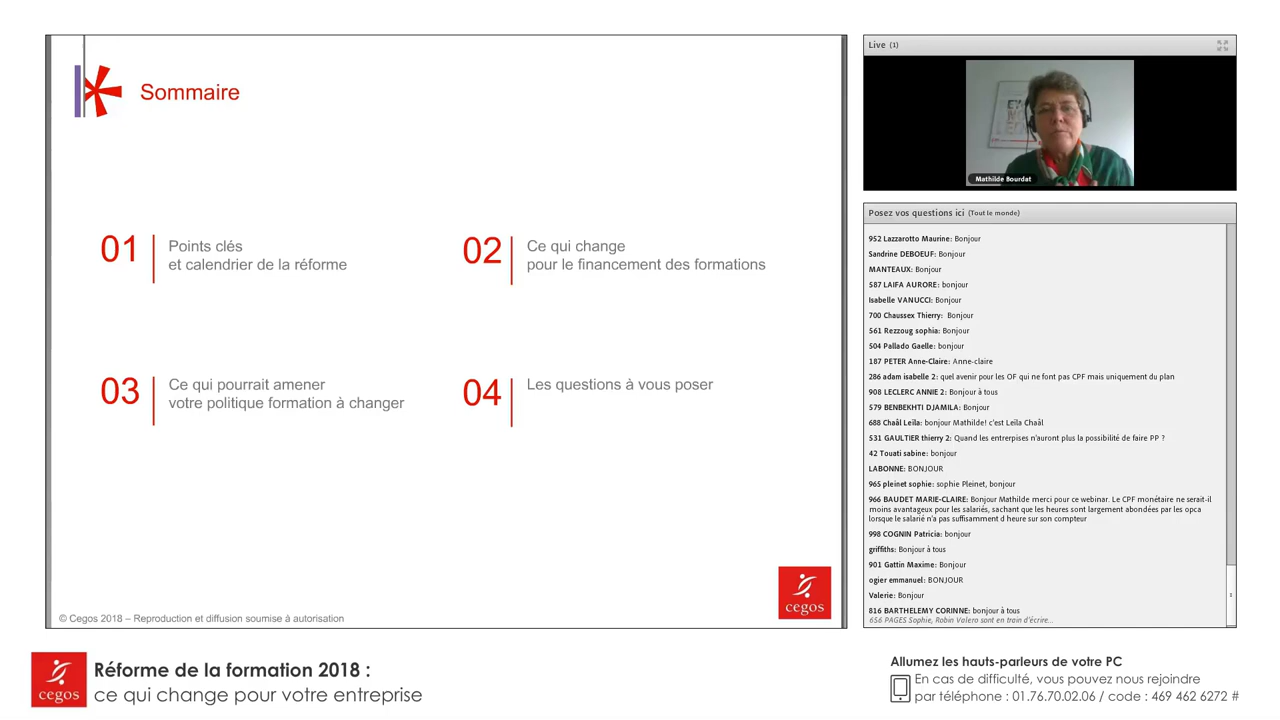 Sommaire
01
Points clés
et calendrier de la réforme
02
Ce qui change
pour le financement des formations
03
Ce qui pourrait amener
votre politique formation à changer
04
Les questions à vous poser
cegos
© Cegos 2018 – Reproduction et diffusion soumise à autorisation
Live (1)
Mathilde Bourdat
Posez vos questions ici (Tout le monde)
952 Lazzarotto Maurine: Bonjour
Sandrine DEBOEUF: Bonjour
MANTEAUX: Bonjour
587 LAIFA AURORE: bonjour
Isabelle VANUCCI: Bonjour
700 Chaussex Thierry: Bonjour
561 Rezzoug sophia: Bonjour
504 Pallado Gaelle: bonjour
187 PETER Anne-Claire: Anne-claire
286 adam isabelle 2: quel avenir pour les OF qui ne font pas CPF mais uniquement du plan
908 LECLERC ANNIE 2: Bonjour à tous
579 BENBEKHTI DJAMILA: Bonjour
688 Chaâl Leila: bonjour Mathilde! c'est Leïla Chaâl
531 GAULTIER thierry 2: Quand les entrerpises n'auront plus la possibilité de faire PP ?
42 Touati sabine: bonjour
LABONNE: BONJOUR
965 pleinet sophie: sophie Pleinet, bonjour
966 BAUDET MARIE-CLAIRE: Bonjour Mathilde merci pour ce webinar. Le CPF monétaire ne serait-il
moins avantageux pour les salariés, sachant que les heures sont largement abondées par les opca
lorsque le salarié n'a pas suffisamment d heure sur son compteur
998 COGNIN Patricia: bonjour
griffiths: Bonjour à tous
901 Gattin Maxime: Bonjour
ogier emmanuel: BONJOUR
Valerie: Bonjour
816 BARTHELEMY CORINNE: bonjour à tous
656 PAGES Sophie, Robin Valero sont en train d'écrire...
cegos
Réforme de la formation 2018 :
ce qui change pour votre entreprise
Allumez les hauts-parleurs de votre PC
En cas de difficulté, vous pouvez nous rejoindre
par téléphone : 01.76.70.02.06 / code : 469 462 6272 #